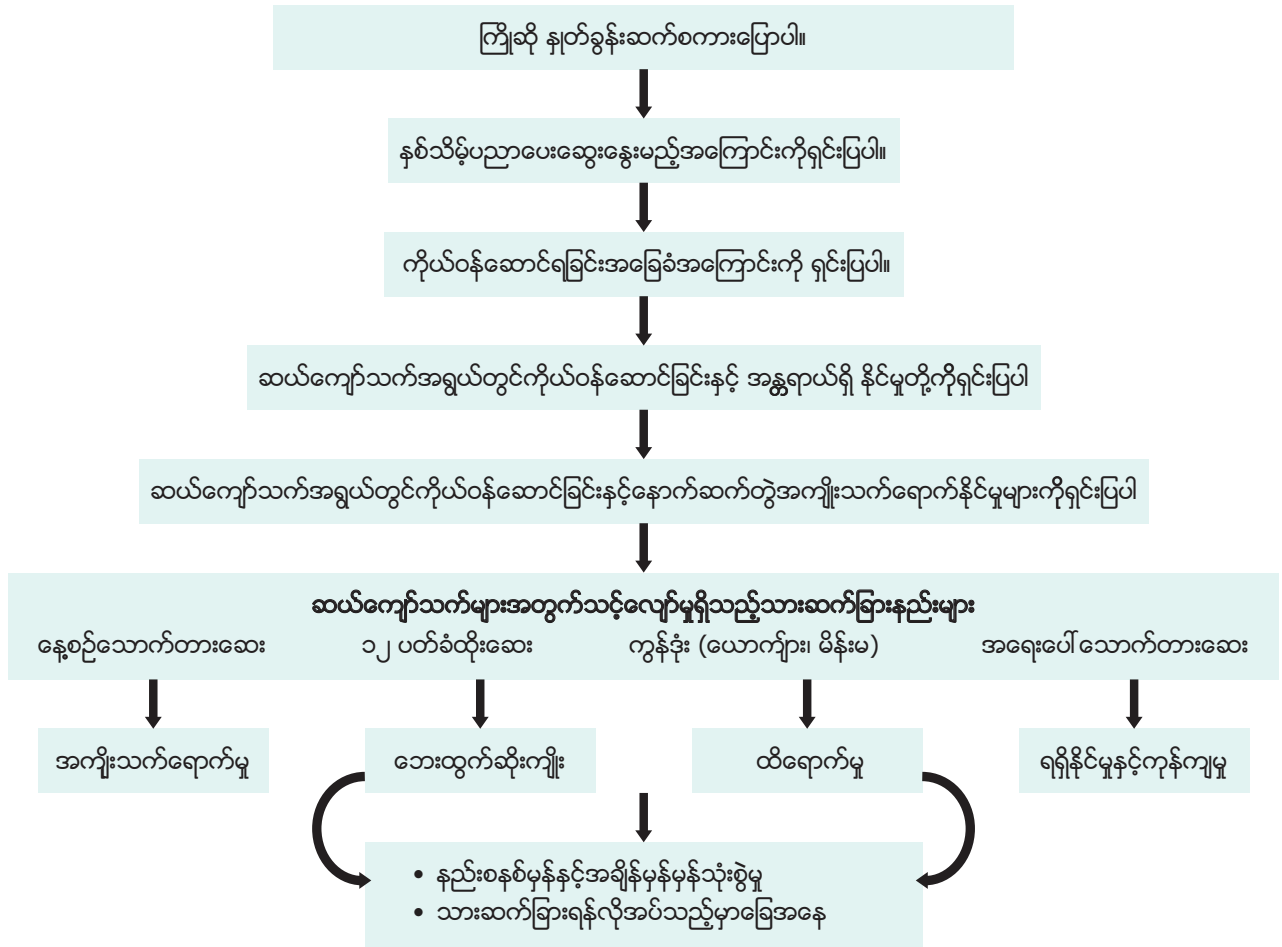 ကြိုဆို နှုတ်ခွန်းဆက်စကားပြောပါ။
နှစ်သိမ့်ပညာပေးဆွေးနွေးမည့်အကြောင်းကိုရှင်းပြပါ။
ကိုယ်ဝန်ဆောင်ရခြင်းအခြေခံအကြောင်းကို ရှင်းပြပါ။
ဆယ်ကျော်သက်အရွယ်တွင်ကိုယ်ဝန်ဆောင်ခြင်းနှင့် အန္တရာယ်ရှိ နိုင်မှုတို့ကိုရှင်းပြပါ
ဆယ်ကျော်သက်အရွယ်တွင်ကိုယ်ဝန်ဆောင်ခြင်းနှင့်နောက်ဆက်တွဲအကျိုးသက်ရောက်နိုင်မှုများကိုရှင်းပြပါ
ဆယ်ကျော်သက်များအတွက်သင့်လျော်မှုရှိသည့်သားဆက်ခြားနည်းများ
နေ့စဉ်သောက်တားဆေး ၁၂ ပတ်ခံထိုးဆေး ကွန်ဒုံး (ယောကျ်ား၊ မိန်းမ) အရေးပေါ် သောက်တားဆေး
အကျိုးသက်ရောက်မှု ဘေးထွက်ဆိုးကျိုး ထိရောက်မှု ရရှိနိုင်မှုနှင့်ကုန်ကျမှု
• နည်းစနစ်မှန်နှင့်အချိန်မှန်မှန်သုံးစွဲမှု
• သားဆက်ခြားရန်လိုအပ်သည့်မှာခြေအနေ